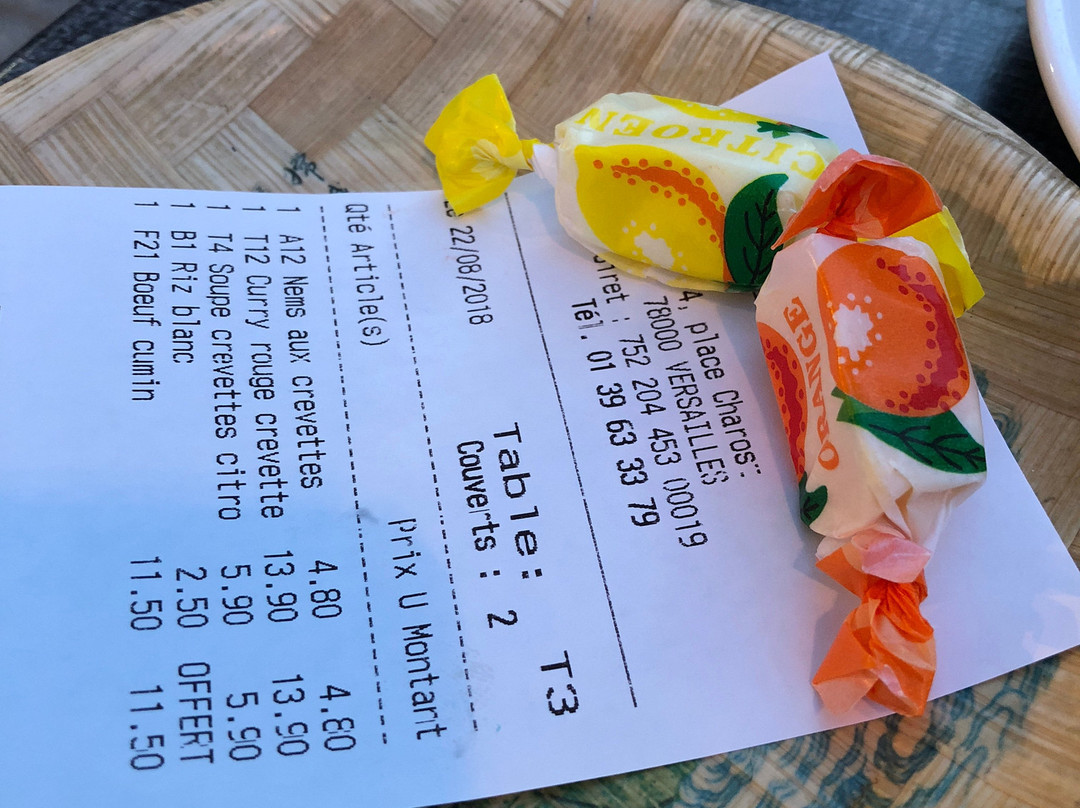 4, place Charos
78000 VERSAILLES
Siret : 752 204 453 00019
Tél. 01 39 63 33 79
Table: T3
Couverts : 2
22/08/2018
Qté Article(s) Prix U Montant
1 A12 Nems aux crevettes 4.80 4.80
1 T12 Curry rouge crevette 13.90 13.90
1 T4 Soupe crevettes citro 5.90 5.90
1 B1 Riz blanc 2.50 OFFERT
1 F21 Boeuf cumin 11.50 11.50
CITROEN
ORANGE